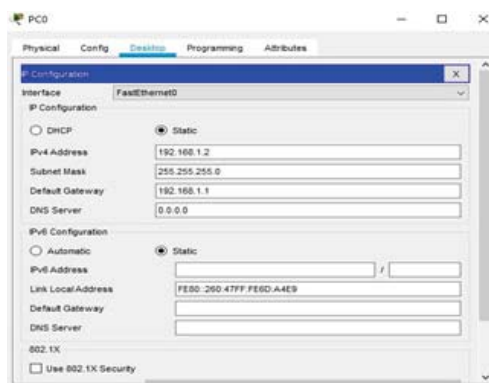 PC0
Physical Config Desktop Programming Attributes
IP Configuration X
Interface FastEthernet0
IP Configuration
DHCP Static
IPv4 Address 192.168.1.2
Subnet Mask 255.255.255.0
Default Gateway 192.168.1.1
DNS Server 0.0.0.0
IPv6 Configuration
Automatic Static
IPv6 Address /
Link Local Address FE80::260:47FF:FE6D:A4E9
Default Gateway
DNS Server
802.1X
Use 802.1X Security